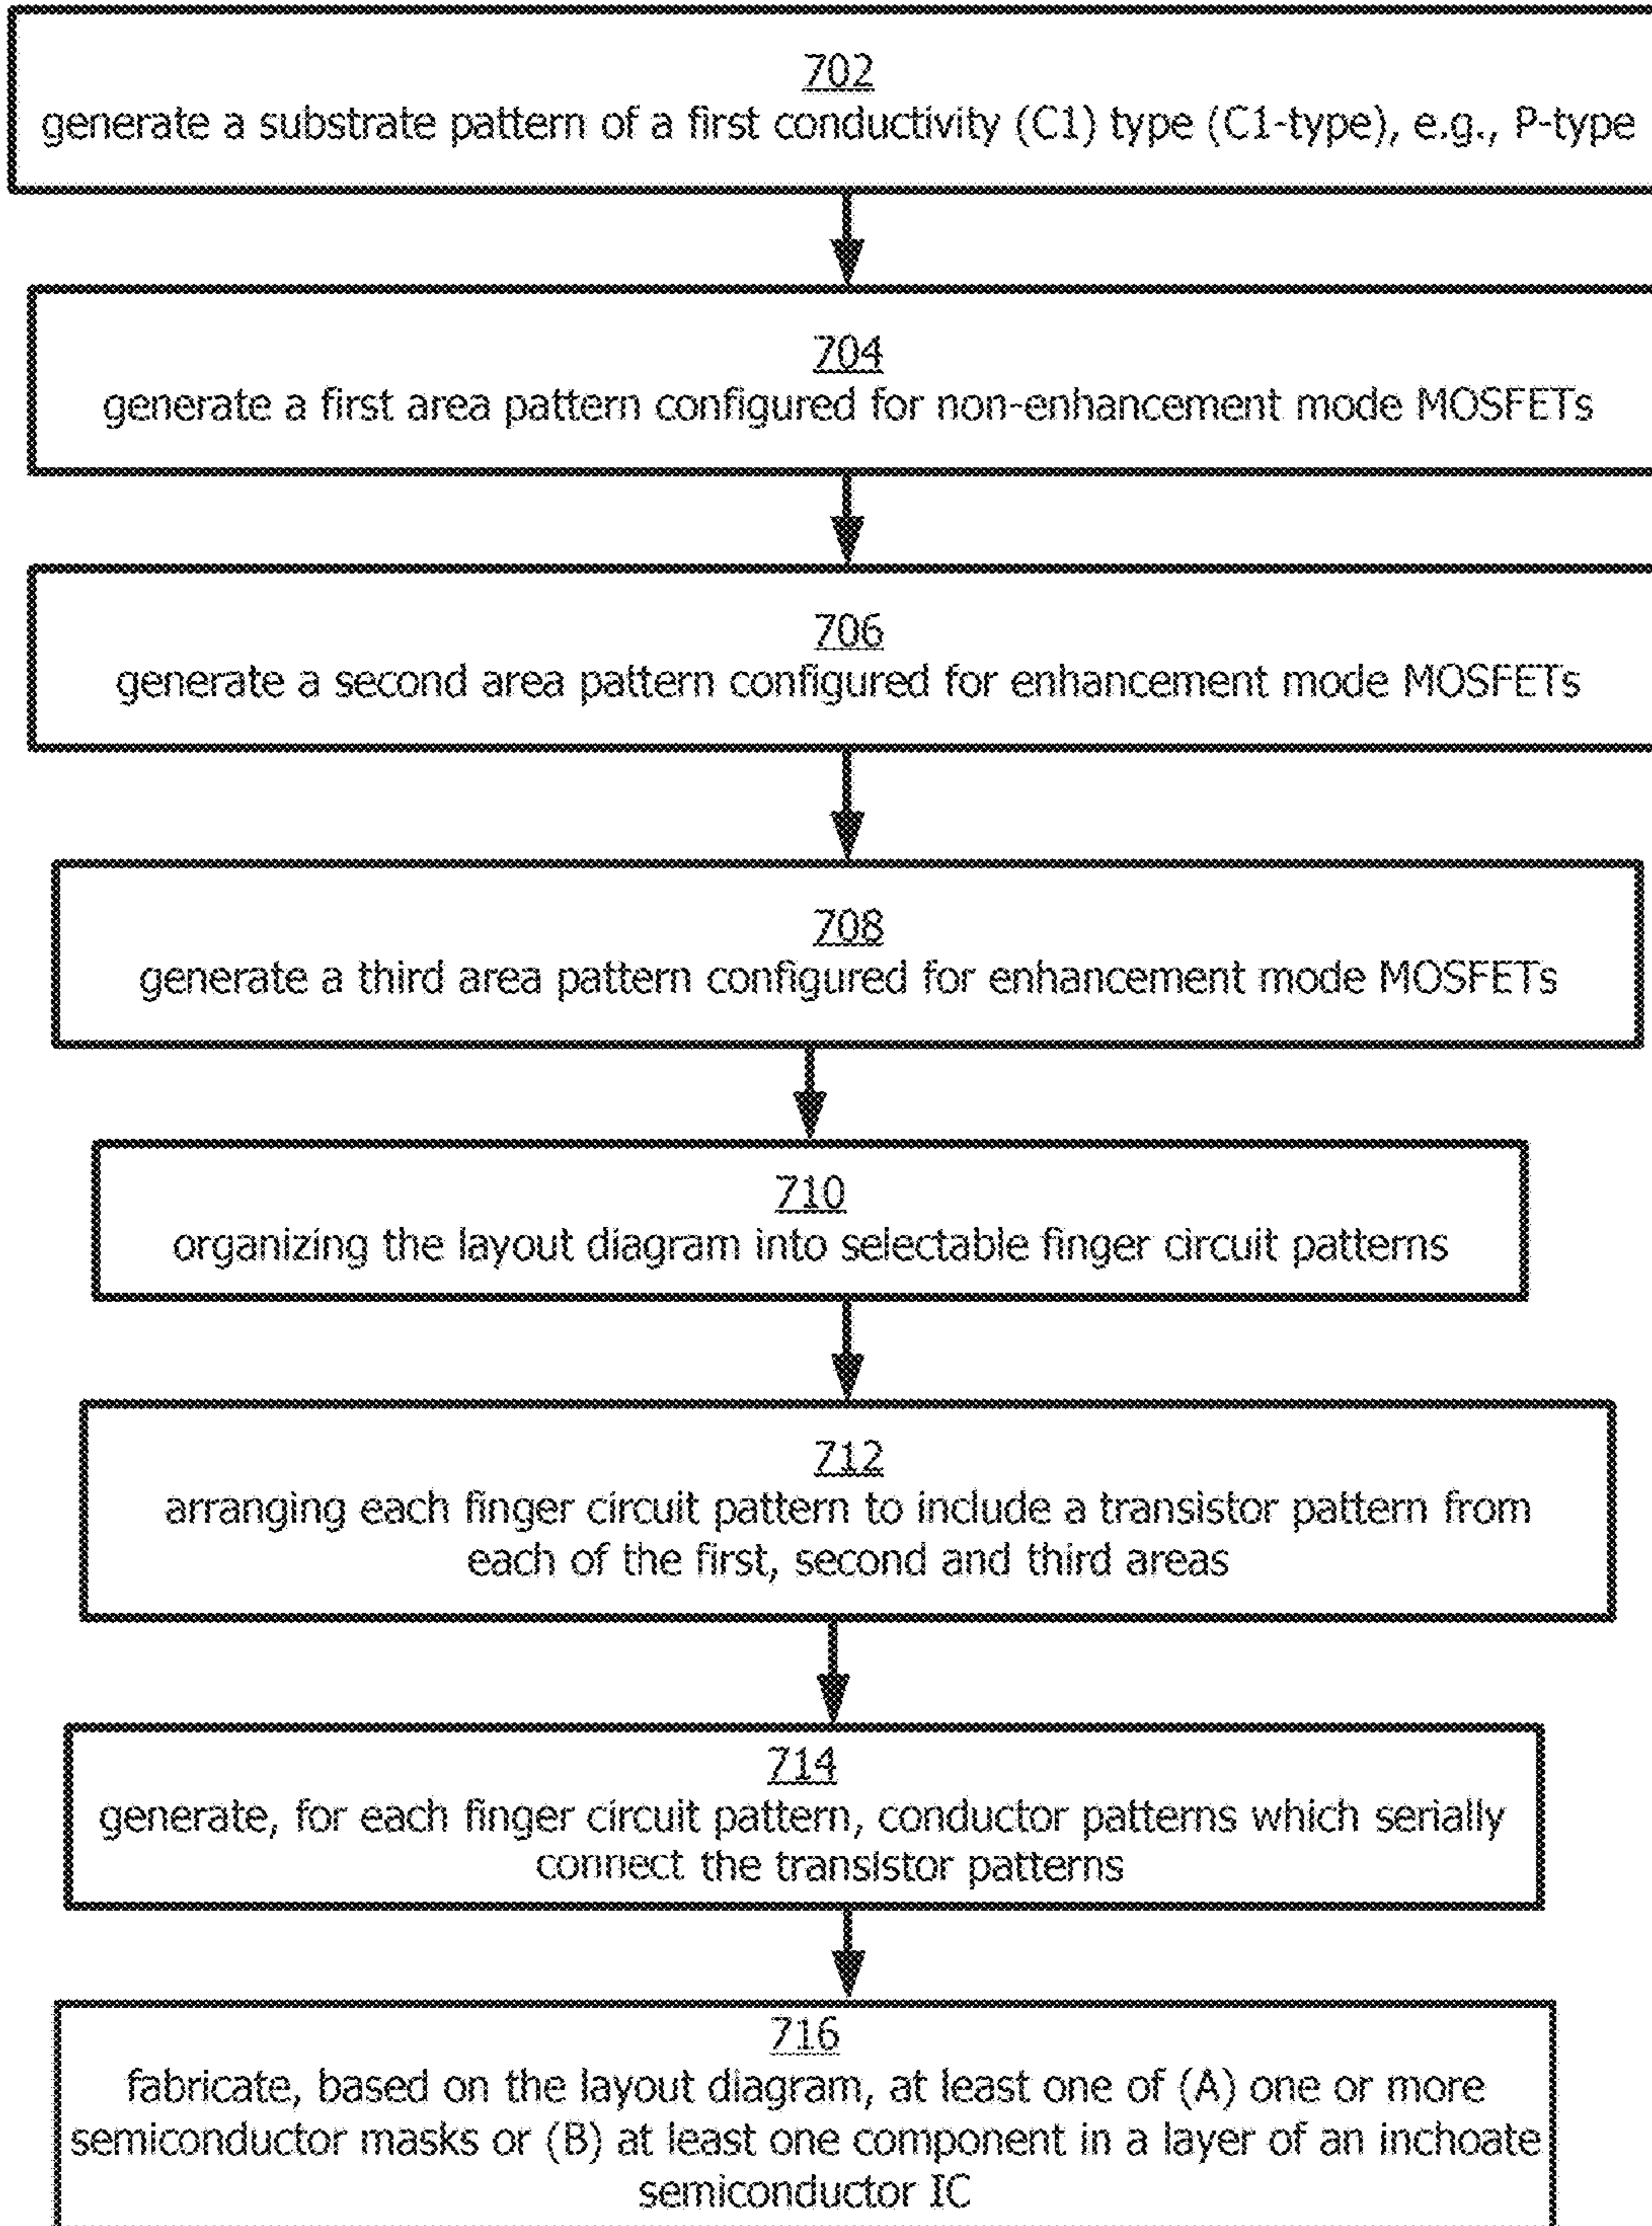 702
generate a substrate pattern of a first conductivity (C1) type (C1-type), e.g., P-type
704
generate a first area pattern configured for non-enhancement mode MOSFETs
706
generate a second area pattern configured for enhancement mode MOSFETs
708
generate a third area pattern configured for enhancement mode MOSFETs
710
organizing the layout diagram into selectable finger circuit patterns
712
arranging each finger circuit pattern to include a transistor pattern from
each of the first, second and third areas
714
generate, for each finger circuit pattern, conductor patterns which serially
connect the transistor patterns
716
fabricate, based on the layout diagram, at least one of (A) one or more
semiconductor masks or (B) at least one component in a layer of an inchoate
semiconductor IC